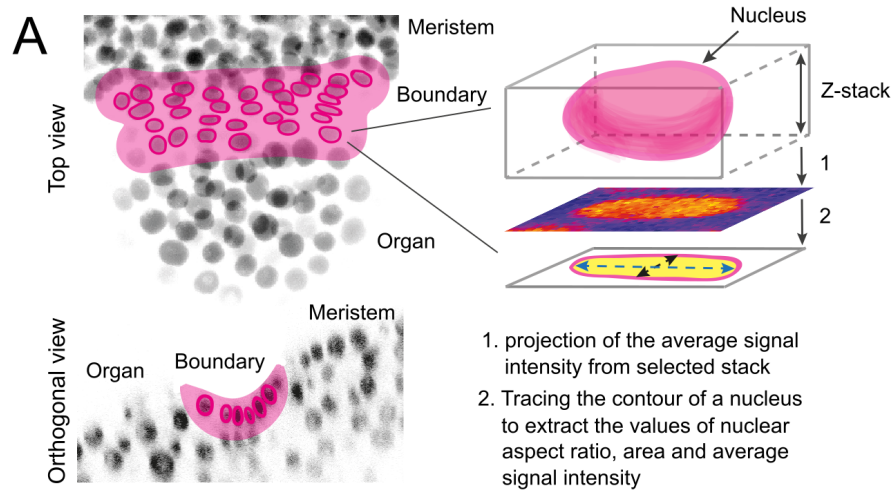 A
Top view
Meristem
Boundary
Organ
Nucleus
Z-stack
1
2
Orthogonal view
Organ
Boundary
Meristem
1. projection of the average signal
intensity from selected stack
2. Tracing the contour of a nucleus
to extract the values of nuclear
aspect ratio, area and average
signal intensity